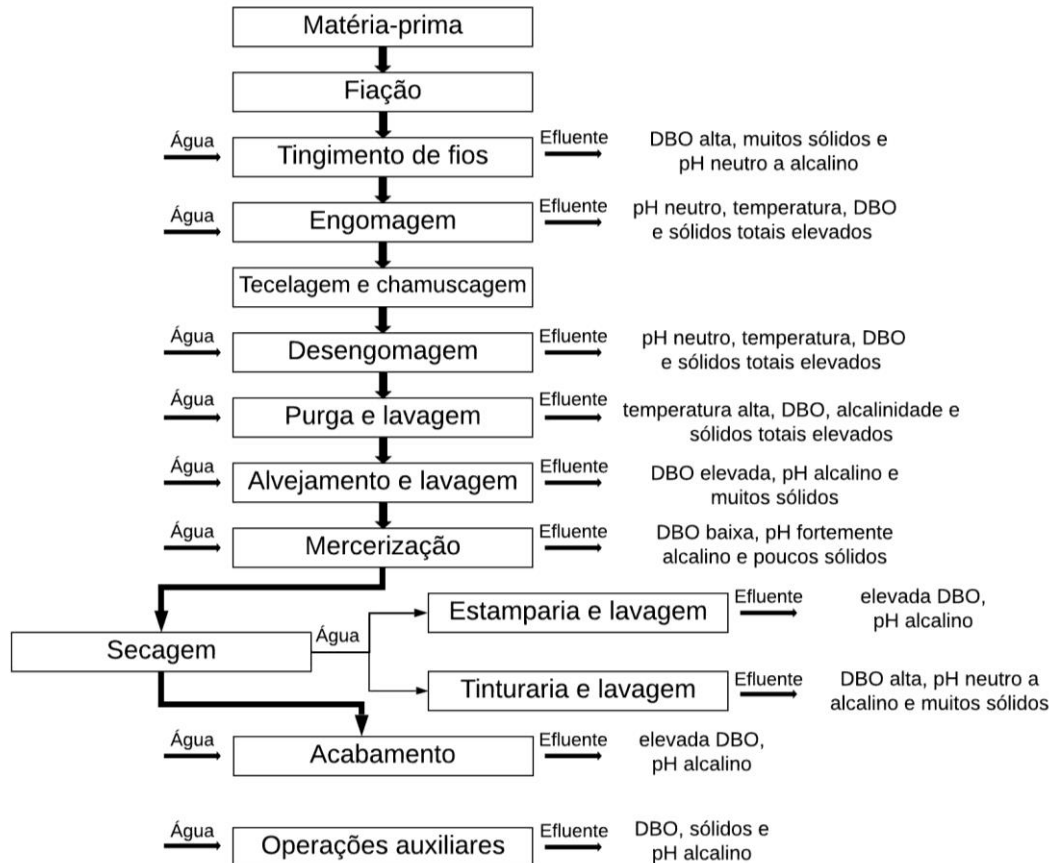 Matéria-prima
Fiação
Água
Tingimento de fios
Efluente
DBO alta, muitos sólidos e
pH neutro a alcalino
Água
Engomagem
Efluente
pH neutro, temperatura, DBO
e sólidos totais elevados
Tecelagem e chamuscagem
Água
Desengomagem
Efluente
pH neutro, temperatura, DBO
e sólidos totais elevados
Água
Purga e lavagem
Efluente
temperatura alta, DBO, alcalinidade e
sólidos totais elevados
Água
Alvejamento e lavagem
Efluente
DBO elevada, pH alcalino e
muitos sólidos
Água
Mercerização
Efluente
DBO baixa, pH fortemente
alcalino e poucos sólidos
Secagem
Água
Estamparia e lavagem
Efluente
elevada DBO,
pH alcalino
Tinturaria e lavagem
Efluente
DBO alta, pH neutro a
alcalino e muitos sólidos
Água
Acabamento
Efluente
elevada DBO,
pH alcalino
Água
Operações auxiliares
Efluente
DBO, sólidos e
pH alcalino